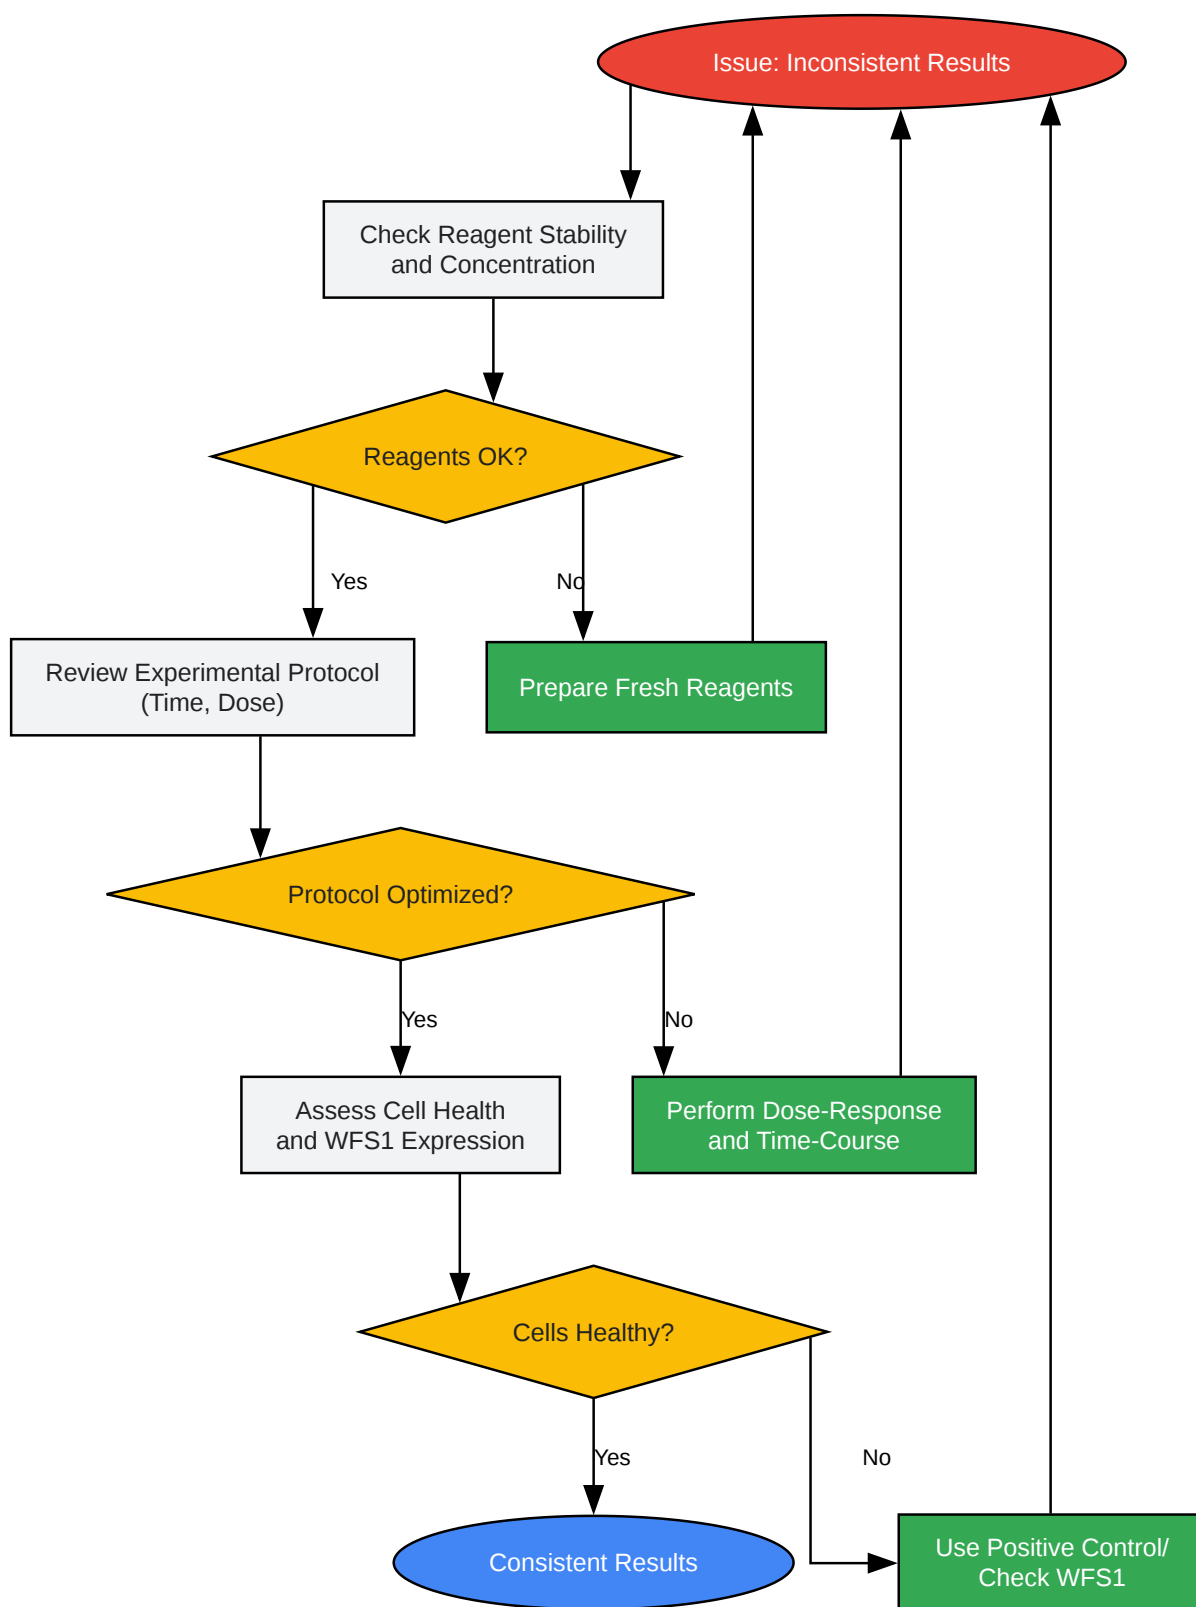 Issue: Inconsistent Results
Check Reagent Stability
and Concentration
Reagents OK?
Yes
No
Review Experimental Protocol
(Time, Dose)
Prepare Fresh Reagents
Protocol Optimized?
Yes
No
Assess Cell Health
and WFS1 Expression
Perform Dose-Response
and Time-Course
Cells Healthy?
Yes
No
Consistent Results
Use Positive Control/
Check WFS1